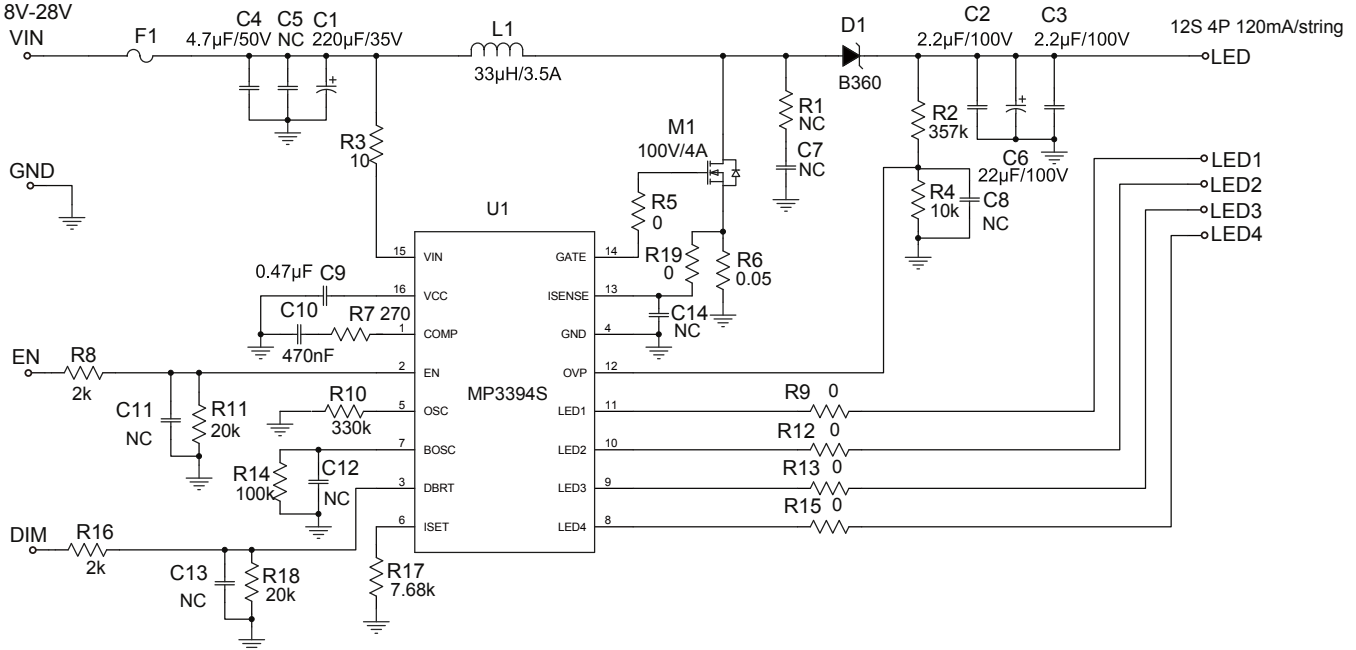 8V-28V
VIN
F1
C4
4.7µF/50V
C5
NC
C1
220µF/35V
+
L1
33µH/3.5A
D1
B360
C2
2.2µF/100V
C3
2.2µF/100V
12S 4P 120mA/string
LED
R3
10
R1
NC
C7
NC
M1
100V/4A
R2
357k
+
C6
22µF/100V
R4
10k
C8
NC
GND
LED1
LED2
LED3
LED4
U1
MP3394S
R5
0
R19
0
R6
0.05
C14
NC
0.47µF C9
C10
470nF
R7 270
15 VIN
16 VCC
1 COMP
2 EN
5 OSC
7 BOSC
3 DBRT
6 ISET
GATE 14
ISENSE 13
GND 4
OVP 12
LED1 11
LED2 10
LED3 9
LED4 8
R9 0
R12 0
R13 0
R15 0
EN
R8
2k
C11
NC
R11
20k
R10
330k
R14
100k
C12
NC
DIM
R16
2k
C13
NC
R18
20k
R17
7.68k